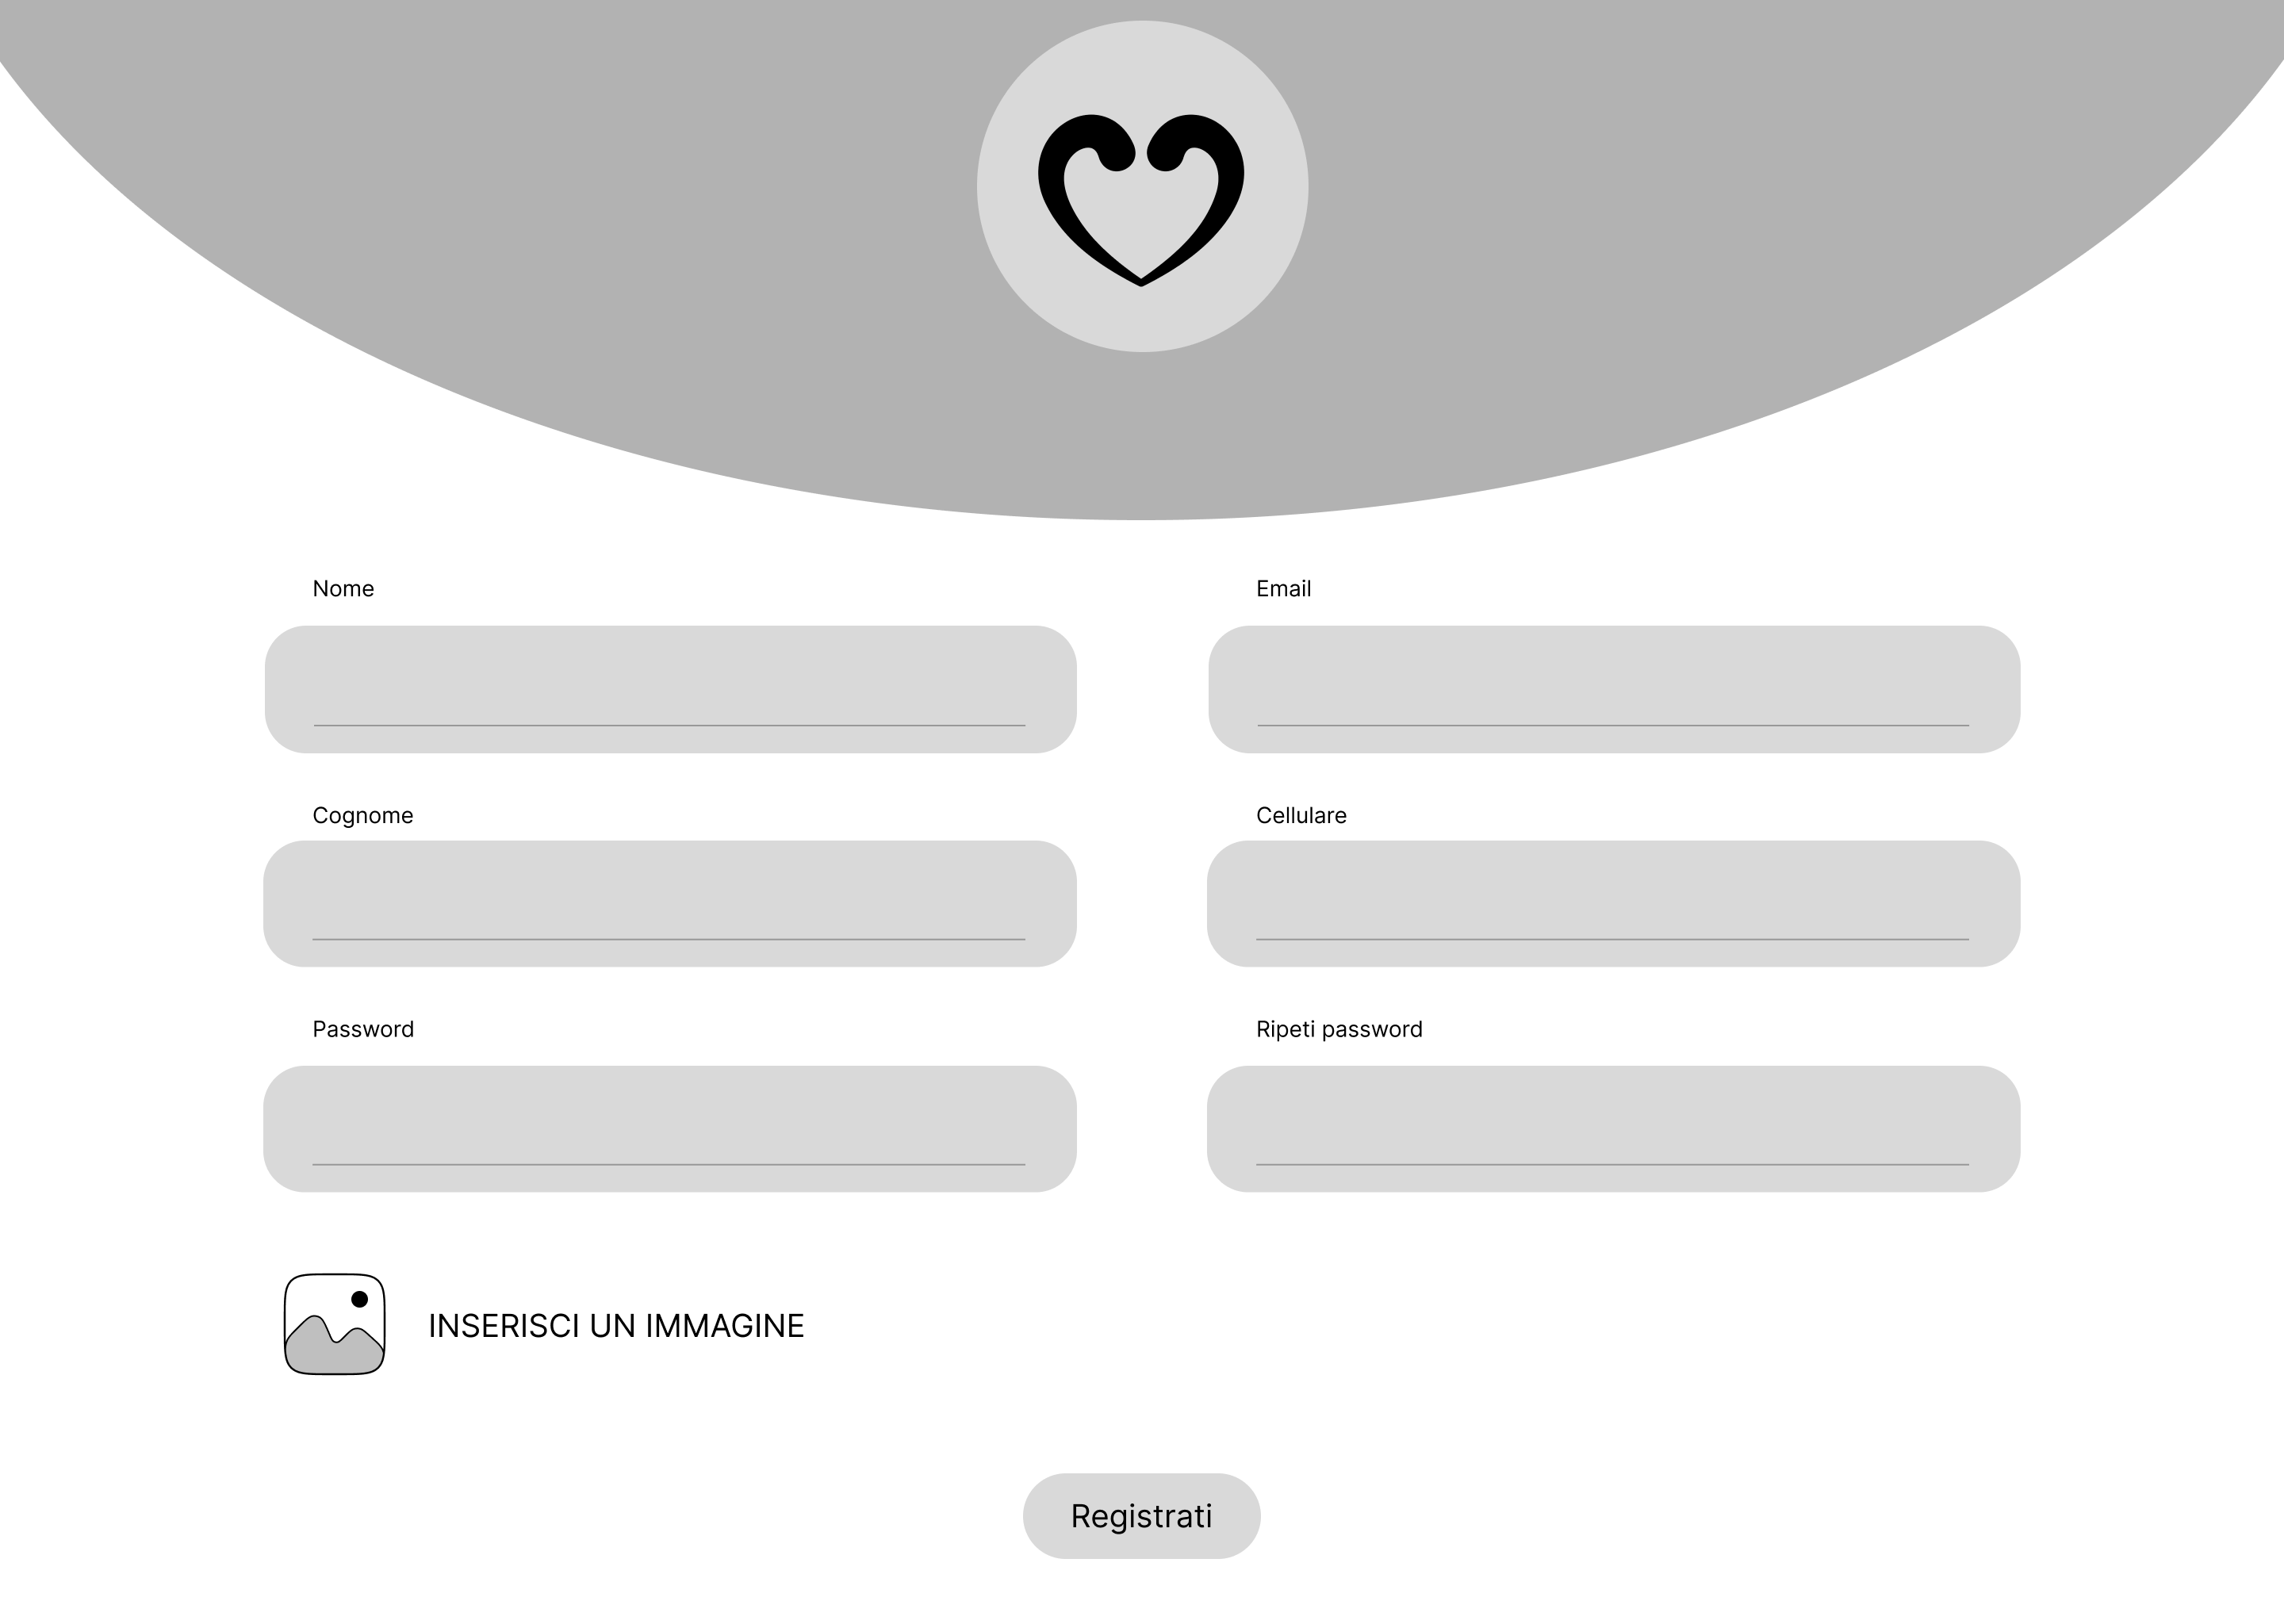 Nome
Email
Cognome
Cellulare
Password
Ripeti password
INSERISCI UN IMMAGINE
Registrati